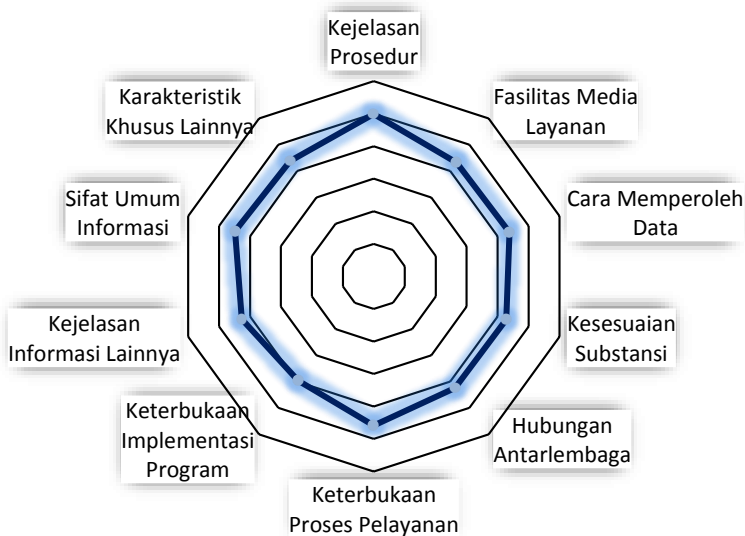 Kejelasan
Prosedur
Fasilitas Media
Layanan
Cara Memperoleh
Data
Kesesuaian
Substansi
Hubungan
Antarlembaga
Keterbukaan
Proses Pelayanan
Keterbukaan
Implementasi
Program
Kejelasan
Informasi Lainnya
Sifat Umum
Informasi
Karakteristik
Khusus Lainnya